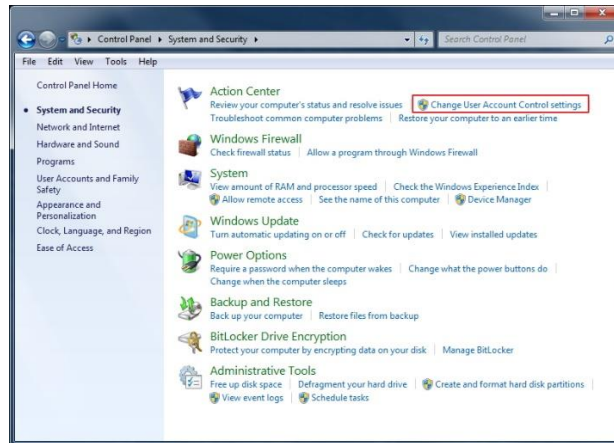 Control Panel ▸ System and Security ▸
Search Control Panel
File Edit View Tools Help
Control Panel Home
System and Security
Network and Internet
Hardware and Sound
Programs
User Accounts and Family
Safety
Appearance and
Personalization
Clock, Language, and Region
Ease of Access
Action Center
Review your computer's status and resolve issues
Change User Account Control settings
Troubleshoot common computer problems
Restore your computer to an earlier time
Windows Firewall
Check firewall status
Allow a program through Windows Firewall
System
View amount of RAM and processor speed
Check the Windows Experience Index
Allow remote access
See the name of this computer
Device Manager
Windows Update
Turn automatic updating on or off
Check for updates
View installed updates
Power Options
Require a password when the computer wakes
Change what the power buttons do
Change when the computer sleeps
Backup and Restore
Back up your computer
Restore files from backup
BitLocker Drive Encryption
Protect your computer by encrypting data on your disk
Manage BitLocker
Administrative Tools
Free up disk space
Defragment your hard drive
Create and format hard disk partitions
View event logs
Schedule tasks